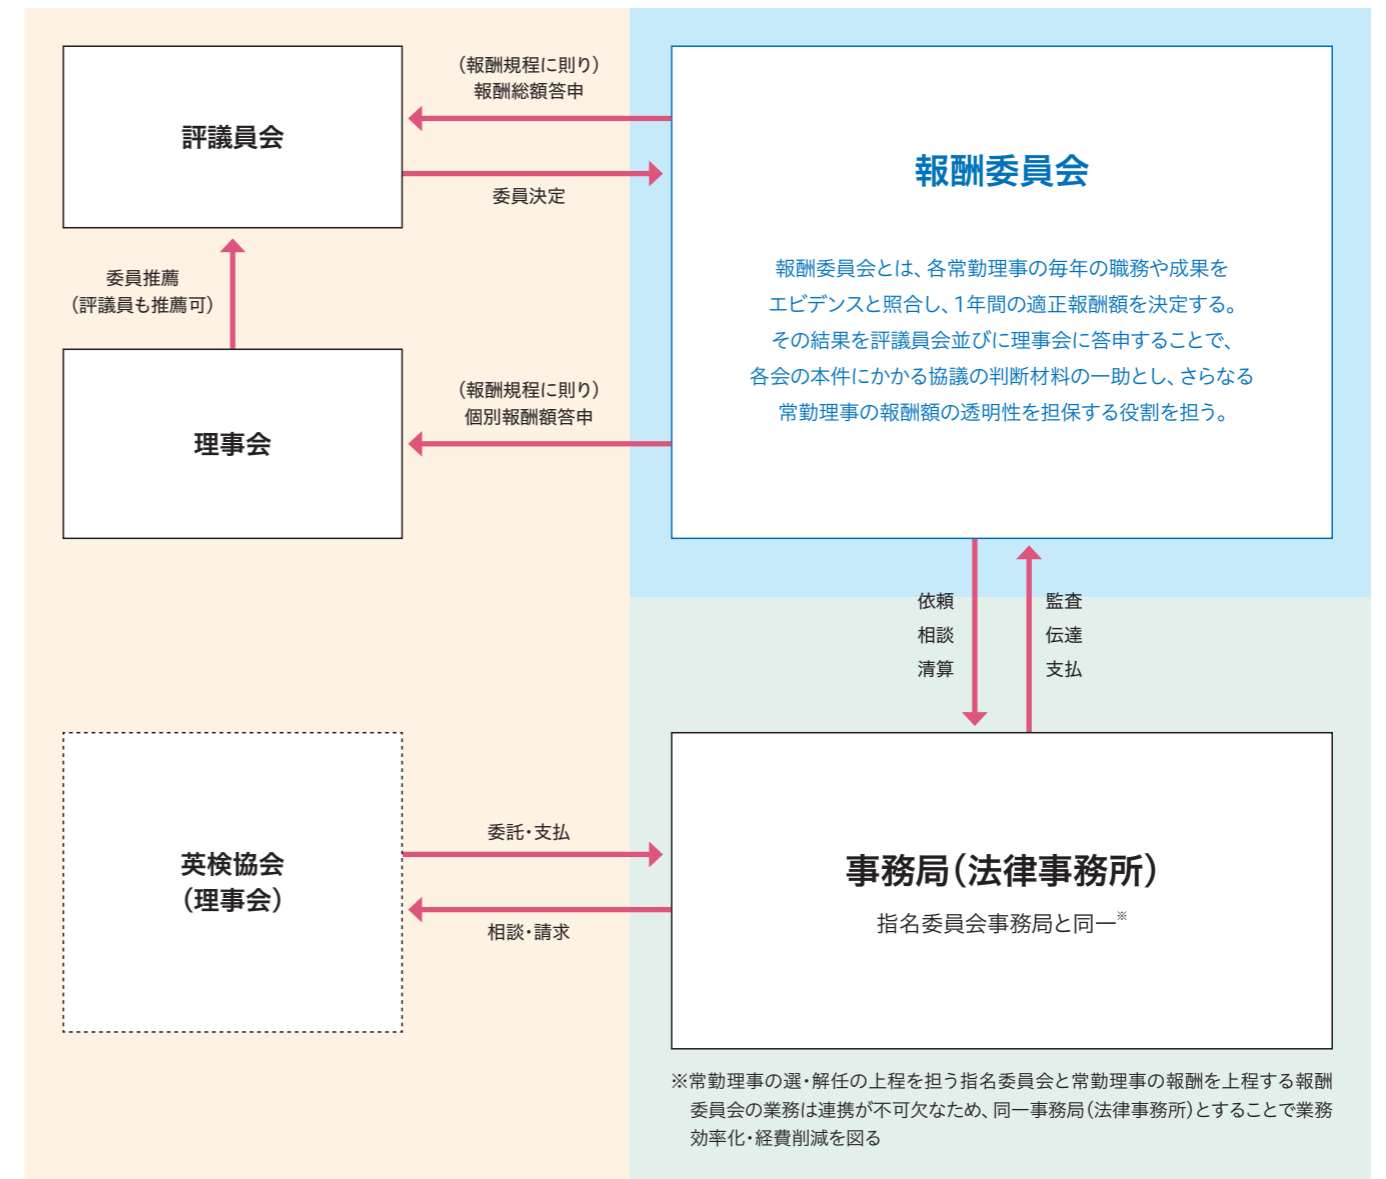 評議員会
（報酬規程に則り）
報酬総額答申
委員決定
報酬委員会
報酬委員会とは、各常勤理事の毎年の職務や成果を
エビデンスと照合し、1年間の適正報酬額を決定する。
その結果を評議員会並びに理事会に答申することで、
各会の本件にかかる協議の判断材料の一助とし、さらなる
常勤理事の報酬額の透明性を担保する役割を担う。
委員推薦
（評議員も推薦可）
理事会
（報酬規程に則り）
個別報酬額答申
依頼
相談
清算
監査
伝達
支払
英検協会
（理事会）
委託・支払
相談・請求
事務局（法律事務所）
指名委員会事務局と同一※
※常勤理事の選・解任の上程を担う指名委員会と常勤理事の報酬を上程する報酬
委員会の業務は連携が不可欠なため、同一事務局（法律事務所）とすることで業務
効率化・経費削減を図る